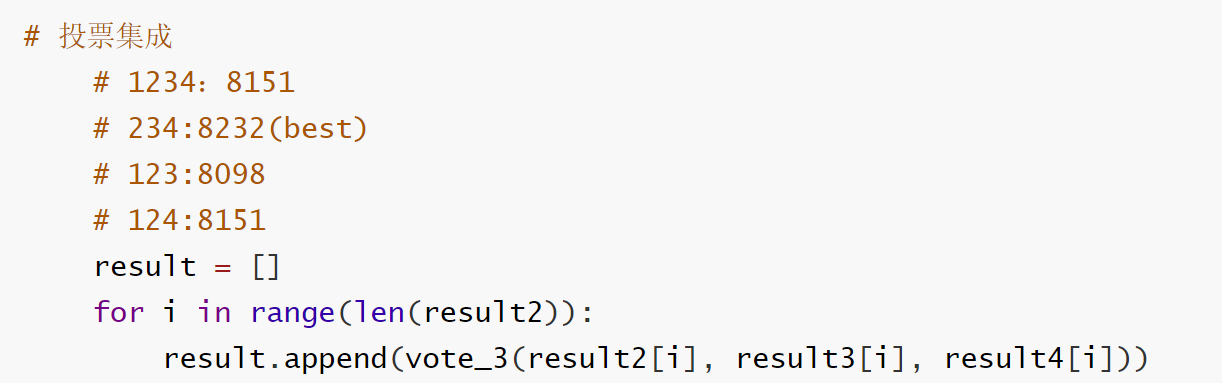 # 投票集成
# 1234：8151
# 234:8232(best)
# 123:8098
# 124:8151
result = []
for i in range(len(result2)):
result.append(vote_3(result2[i], result3[i], result4[i]))